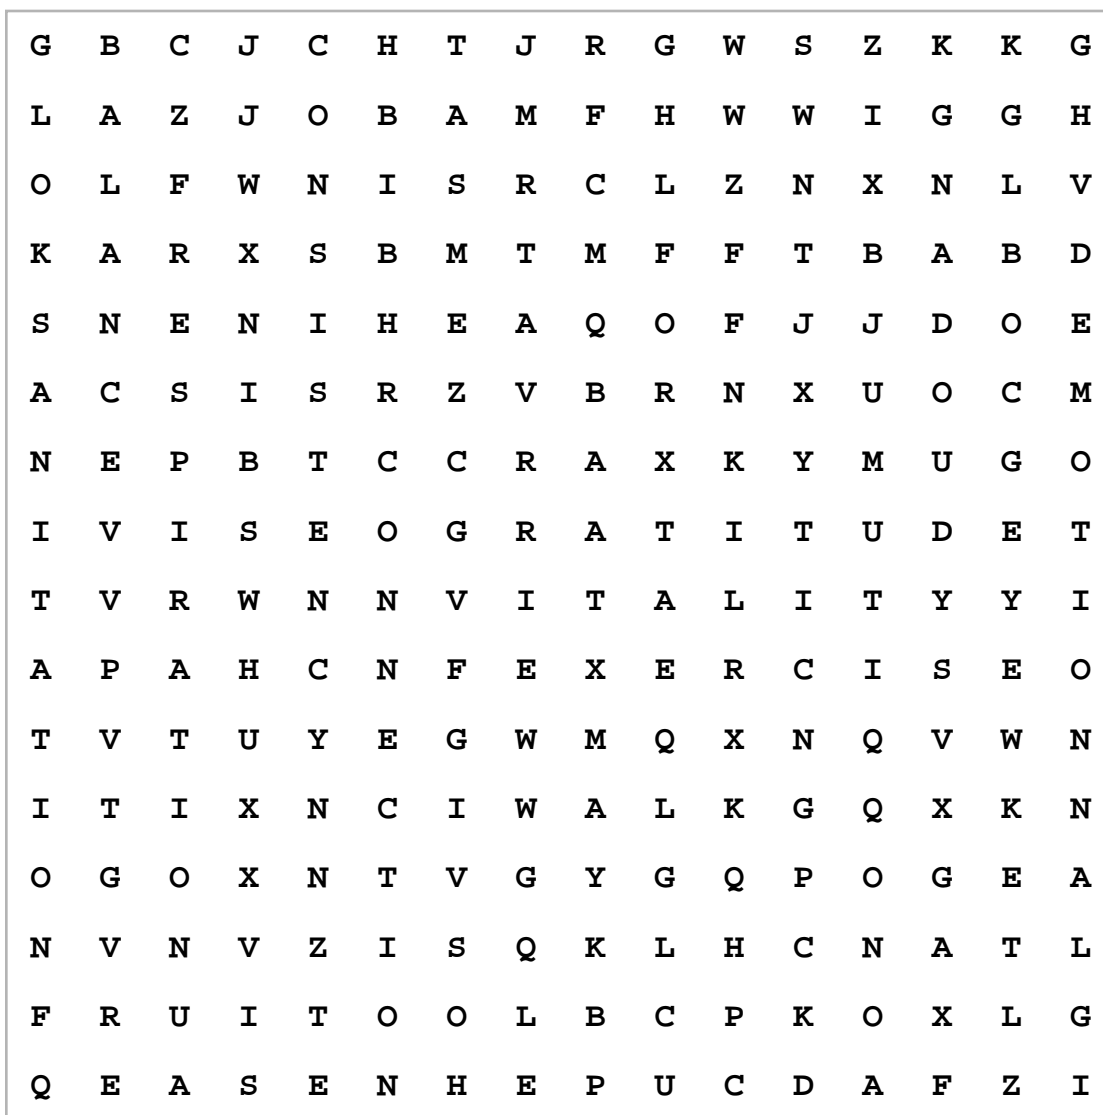 G B C J C H T J R G W S Z K K G
L A Z J O B A M F H W W I G G H
O L F W N I S R C L Z N X N L V
K A R X S B M T M F F T B A B D
S N E N I H E A Q O F J J D O E
A C S I S R Z V B R N X U O C M
N E P B T C C R A X K Y M U G O
I V I S E O G R A T I T U D E T
T V R W N N V I T A L I T Y Y I
A P A H C N F E X E R C I S E O
T V T U Y E G W M Q X N Q V W N
I T I X N C I W A L K G Q X K N
O G O X N T V G Y G Q P O G E A
N V N V Z I S Q K L H C N A T L
F R U I T O O L B C P K O X L G
Q E A S E N H E P U C D A F Z I